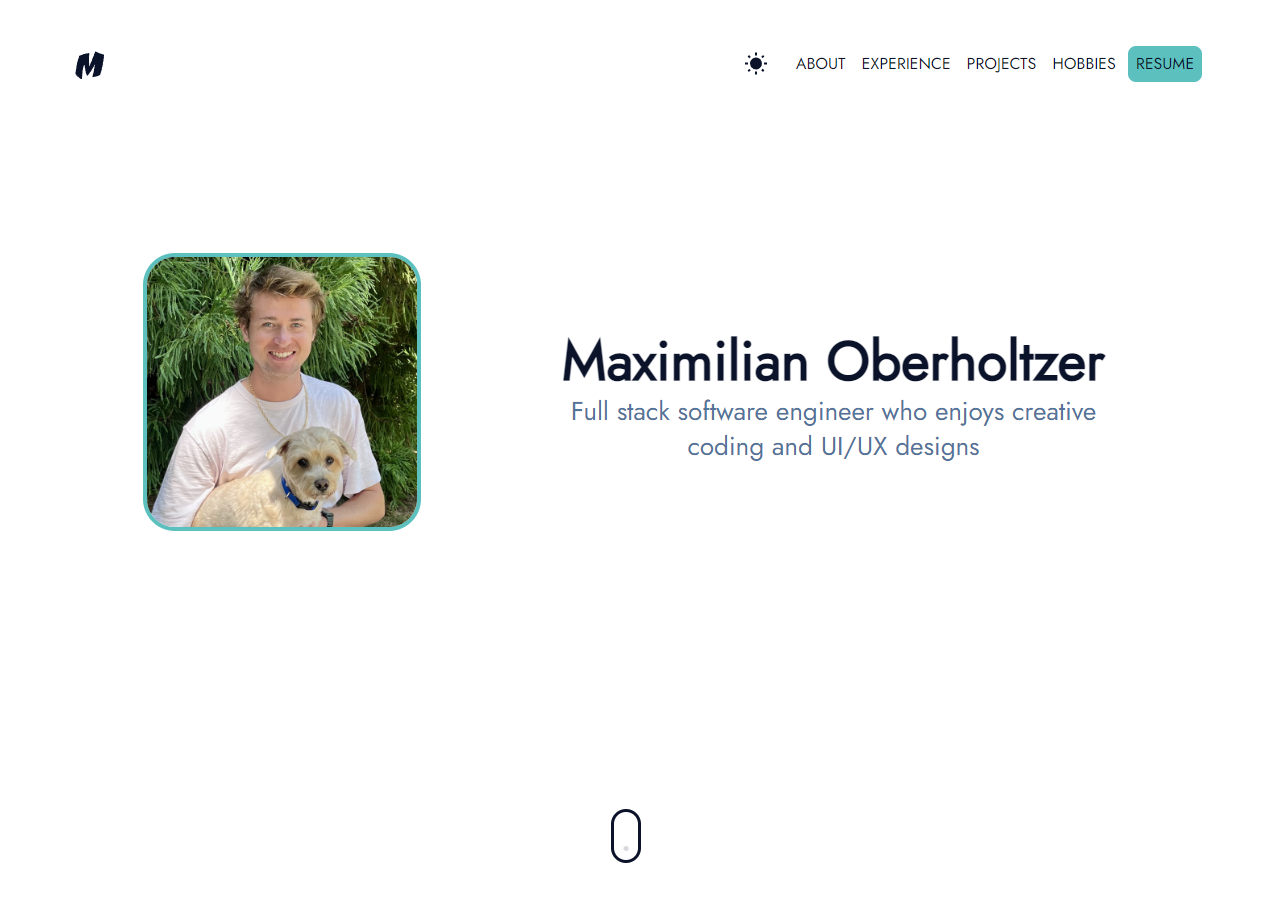 M
ABOUT EXPERIENCE PROJECTS HOBBIES RESUME
Maximilian Oberholtzer
Full stack software engineer who enjoys creative
coding and UI/UX designs